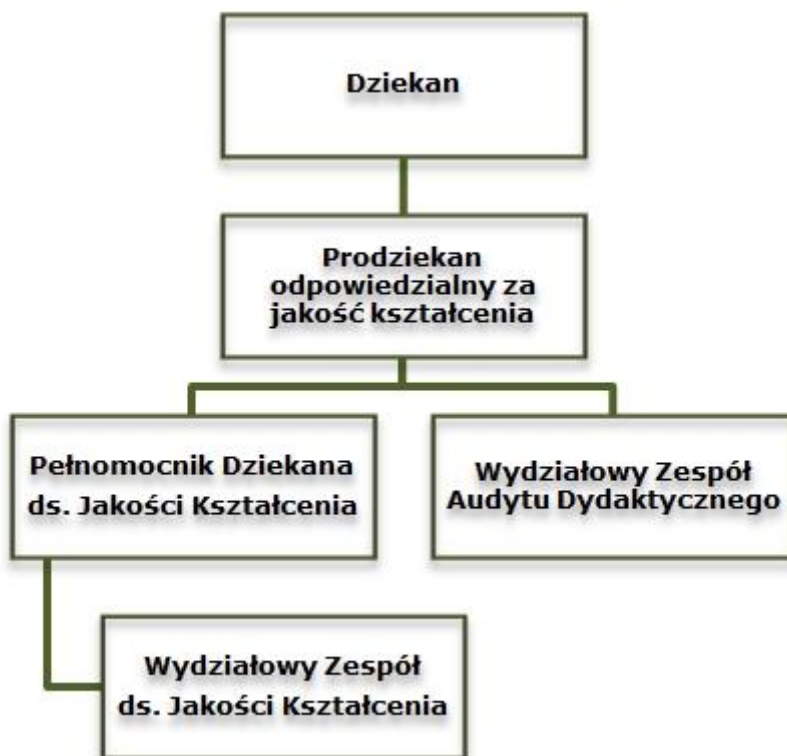 Dziekan
Prodziekan
odpowiedzialny za
jakość kształcenia
Pełnomocnik Dziekana
ds. Jakości Kształcenia
Wydziałowy Zespół
Audytu Dydaktycznego
Wydziałowy Zespół
ds. Jakości Kształcenia